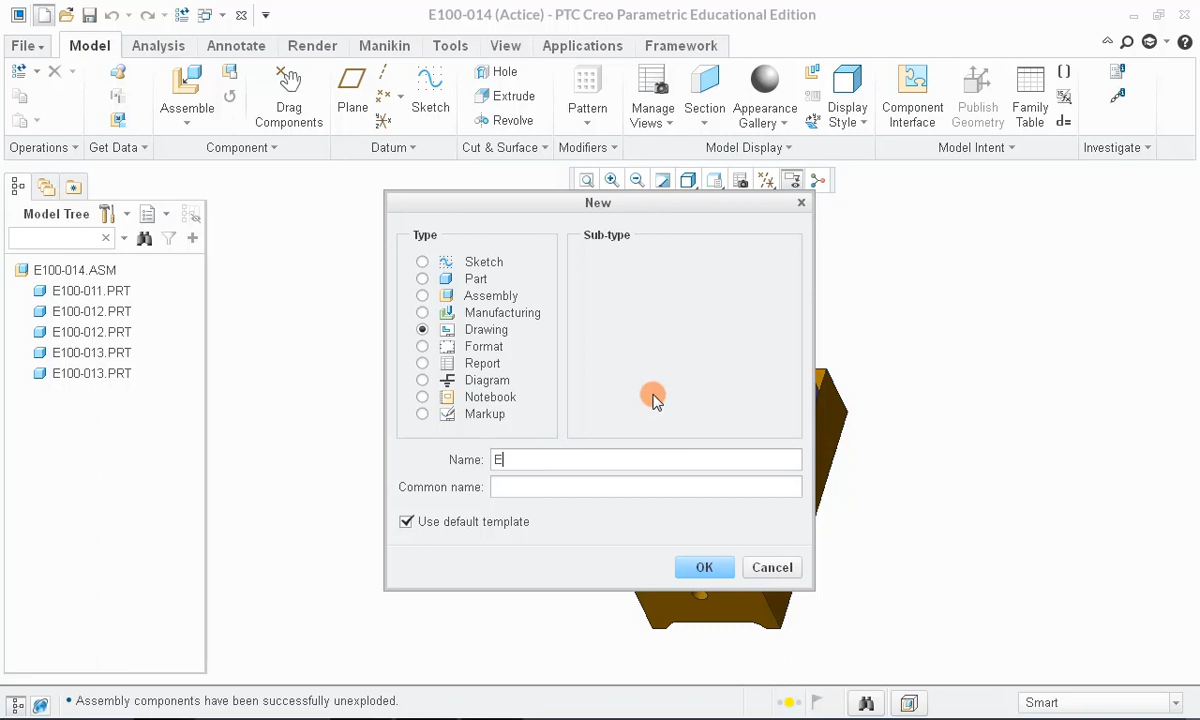 E100-014 (Actice) - PTC Creo Parametric Educational Edition
File Model Analysis Annotate Render Manikin Tools View Applications Framework
Hole
Extrude
Revolve
Assemble
Drag Components
Plane
Sketch
Pattern
Manage Views
Section
Appearance Gallery
Display Style
Component Interface
Publish Geometry
Family Table
d=
Operations Get Data Component Datum Cut & Surface Modifiers Model Display Model Intent Investigate
Model Tree
E100-014.ASM
E100-011.PRT
E100-012.PRT
E100-012.PRT
E100-013.PRT
E100-013.PRT
New
Type
Sub-type
Sketch
Part
Assembly
Manufacturing
Drawing
Format
Report
Diagram
Notebook
Markup
Name: E
Common name:
Use default template
OK Cancel
• Assembly components have been successfully unexploded.
Smart